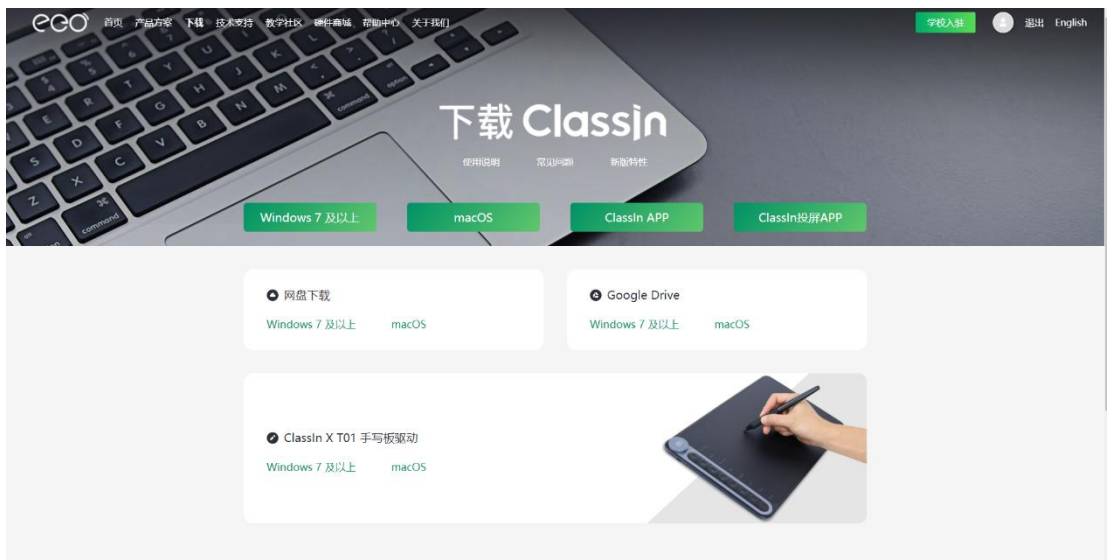 eeo 首页 产品方案 下载 技术支持 教学社区 硬件商城 帮助中心 关于我们 学校入驻 退出 English
下载 ClassIn
使用说明 常见问题 新版特性
Windows 7 及以上 macOS ClassIn APP ClassIn投屏APP
网盘下载 Google Drive
Windows 7 及以上 macOS Windows 7 及以上 macOS
ClassIn X T01 手写板驱动
Windows 7 及以上 macOS